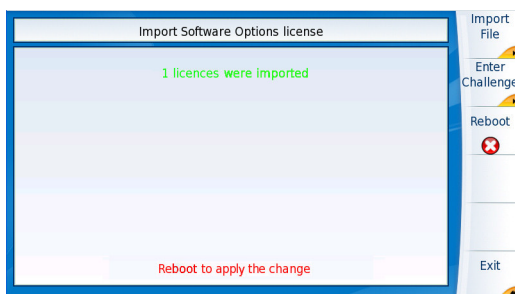 Import Software Options license
1 licences were imported
Reboot to apply the change
Import
File
Enter
Challenge
Reboot
Exit